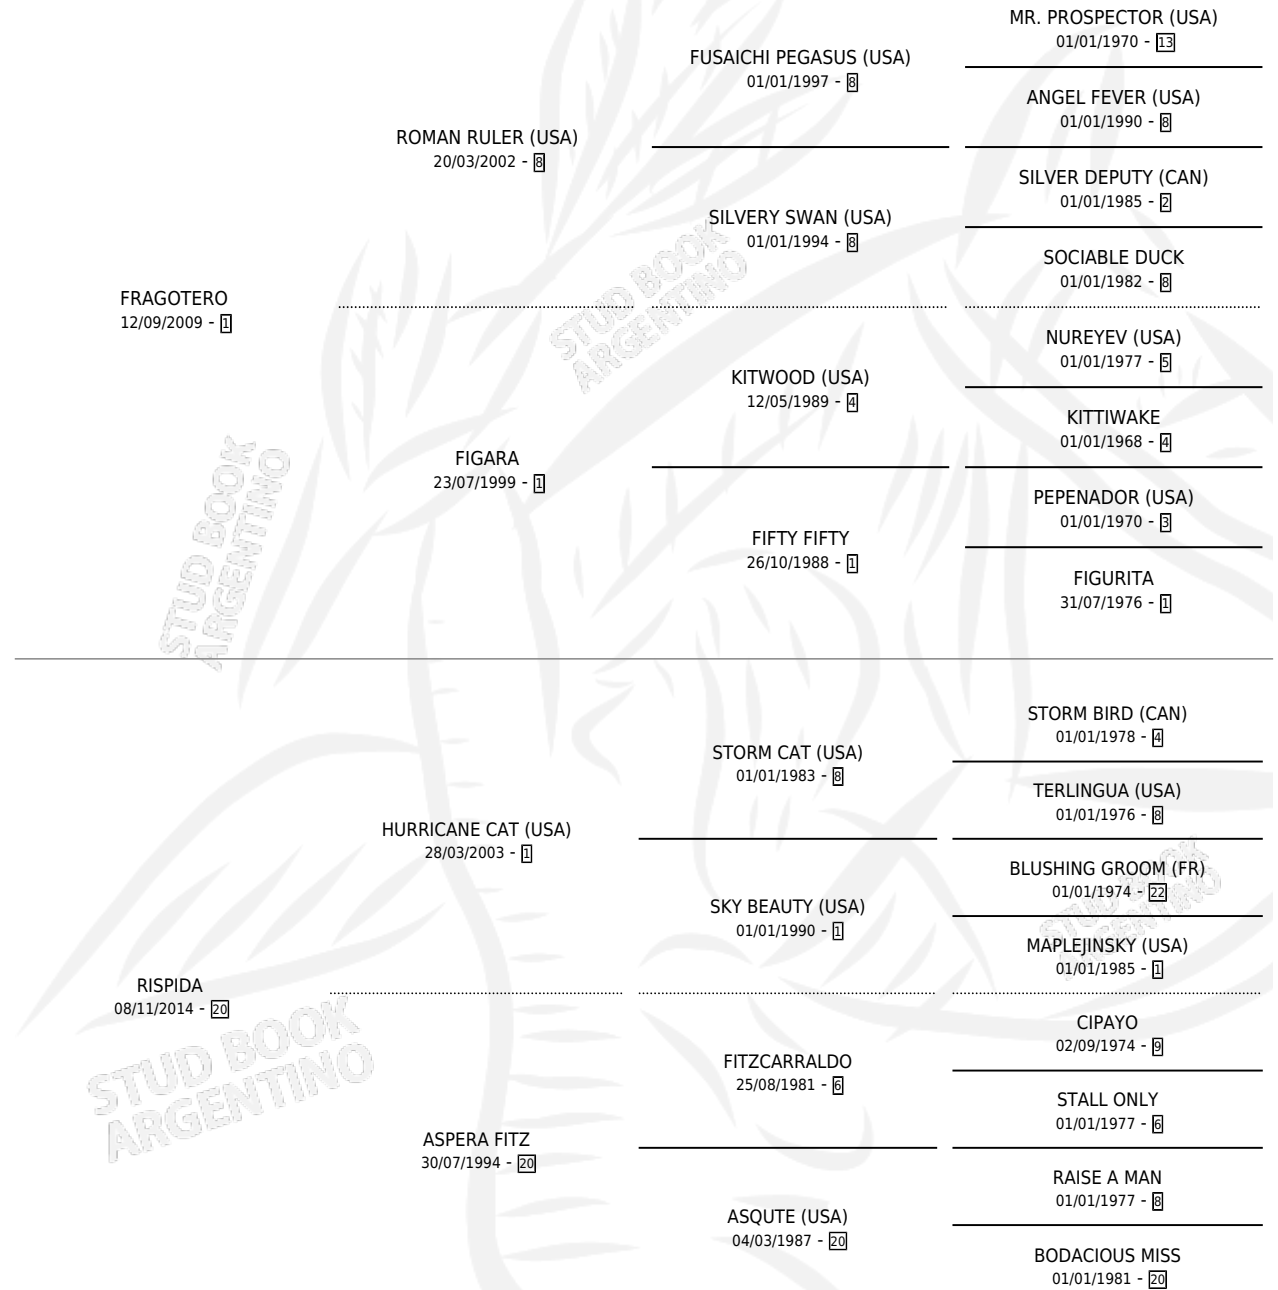 MR. PROSPECTOR (USA)
01/01/1970 - 13
FUSAICHI PEGASUS (USA)
01/01/1997 - 8
ANGEL FEVER (USA)
01/01/1990 - 8
ROMAN RULER (USA)
20/03/2002 - 8
SILVER DEPUTY (CAN)
01/01/1985 - 2
SILVERY SWAN (USA)
01/01/1994 - 8
SOCIABLE DUCK
01/01/1982 - 8
FRAGOTERO
12/09/2009 - 1
STUD BOOK
ARGENTINO
NUREYEV (USA)
01/01/1977 - 5
KITWOOD (USA)
12/05/1989 - 4
KITTIWAKE
01/01/1968 - 4
FIGARA
23/07/1999 - 1
PEPENADOR (USA)
01/01/1970 - 3
FIFTY FIFTY
26/10/1988 - 1
FIGURITA
31/07/1976 - 1
STUD BOOK
ARGENTINO
STORM BIRD (CAN)
01/01/1978 - 4
STORM CAT (USA)
01/01/1983 - 8
TERLINGUA (USA)
01/01/1976 - 8
HURRICANE CAT (USA)
28/03/2003 - 1
BLUSHING GROOM (FR)
01/01/1974 - 22
SKY BEAUTY (USA)
01/01/1990 - 1
STUD BOOK
ARGENTINO
MAPLEJINSKY (USA)
01/01/1985 - 1
RISPIDA
08/11/2014 - 20
CIPAYO
02/09/1974 - 9
FITZCARRALDO
25/08/1981 - 6
STUD BOOK
ARGENTINO
STALL ONLY
01/01/1977 - 6
ASPERA FITZ
30/07/1994 - 20
RAISE A MAN
01/01/1977 - 8
ASQUTE (USA)
04/03/1987 - 20
BODACIOUS MISS
01/01/1981 - 20